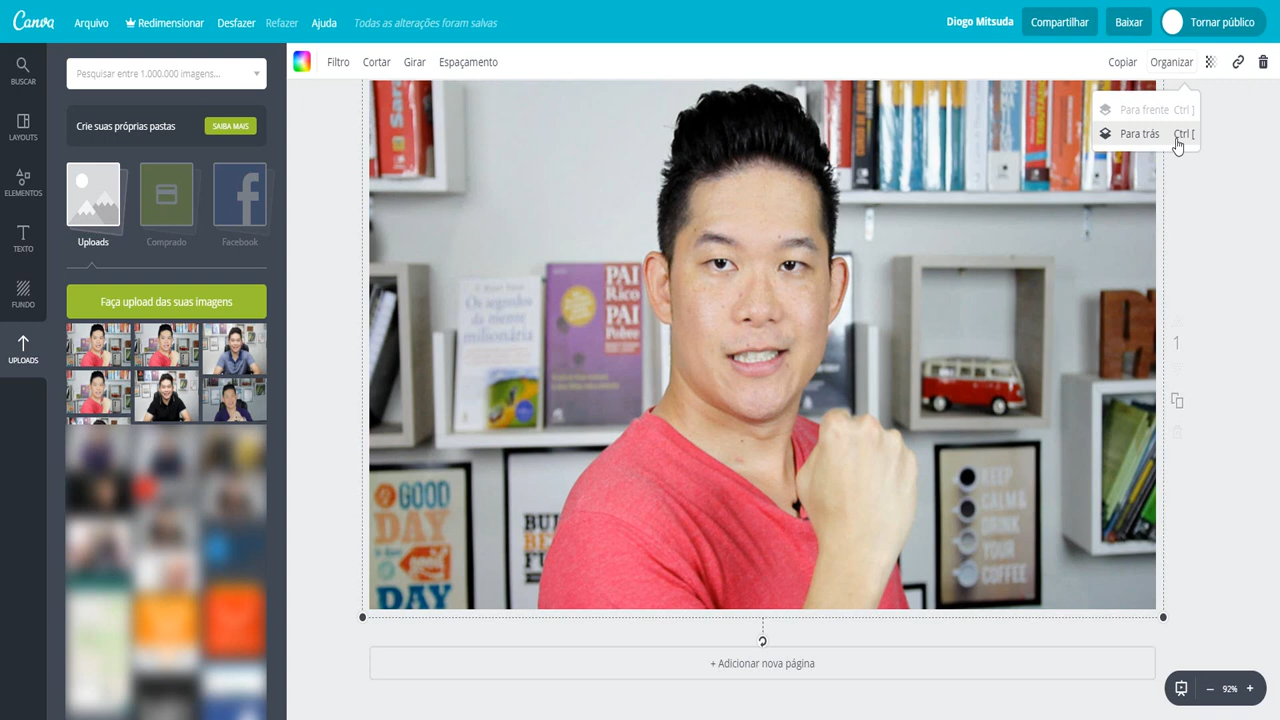 Canva
Arquivo
Redimensionar
Desfazer
Refazer
Ajuda
Todas as alterações foram salvas
Diogo Mitsuda
Compartilhar
Baixar
Tornar público
BUSCAR
LAYOUTS
ELEMENTOS
TEXTO
FUNDO
UPLOADS
Pesquisar entre 1.000.000 imagens...
Crie suas próprias pastas
SAIBA MAIS
Uploads
Comprado
Facebook
Faça upload das suas imagens
Filtro
Cortar
Girar
Espaçamento
Copiar
Organizar
Para frente Ctrl ]
Para trás Ctrl [
Os segredos
da mente
milionária
PAI
Rico
PAI
Pobre
GOOD
DAY
DAY
KEEP
CALM &
DRINK
YOUR
COFFEE
1
+ Adicionar nova página
92%